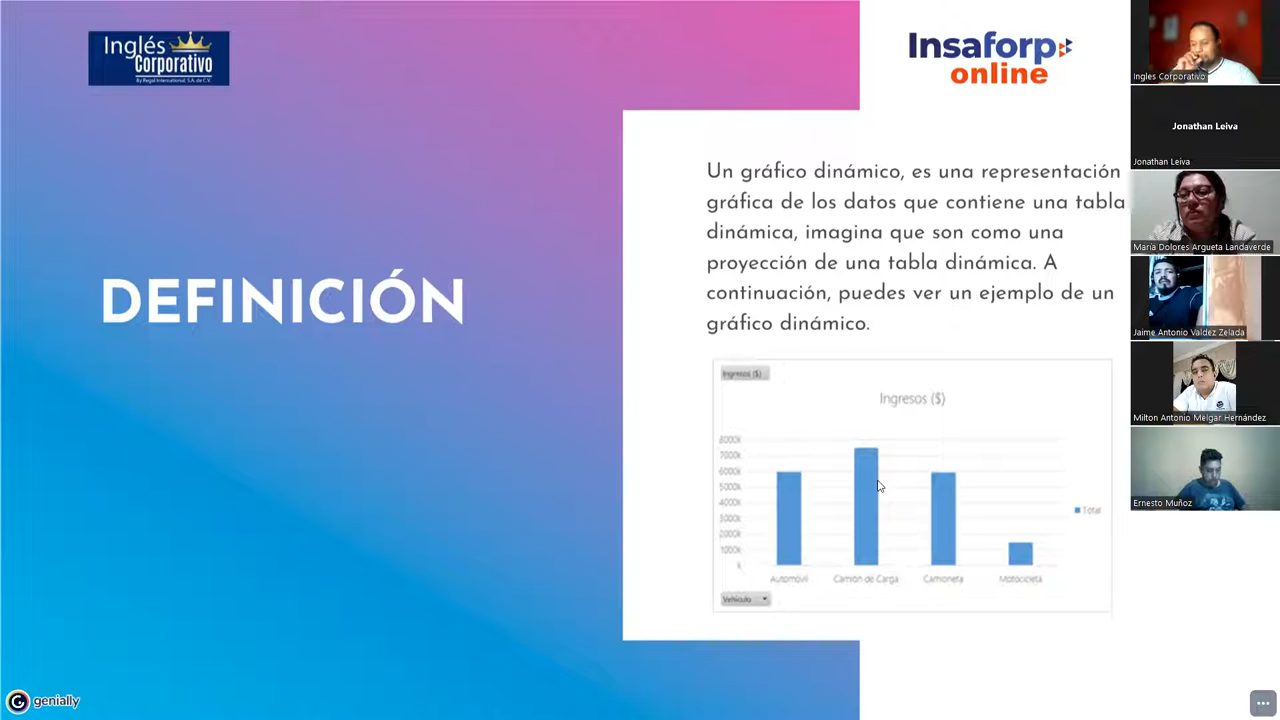 Inglés
Corporativo
By Regal International, S.A. de C.V.
Insaforp
online
DEFINICIÓN
Un gráfico dinámico, es una representación
gráfica de los datos que contiene una tabla
dinámica, imagina que son como una
proyección de una tabla dinámica. A
continuación, puedes ver un ejemplo de un
gráfico dinámico.
Ingresos ($)
Ingresos ($)
8000k
7000k
6000k
5000k
4000k
3000k
2000k
1000k
Total
Automóvil Camión de Carga Camioneta Motocicleta
Vehículo
genially
Ingles Corporativo
Jonathan Leiva
Jonathan Leiva
María Dolores Argueta Landaverde
Jaime Antonio Valdez Zelada
Milton Antonio Melgar Hernández
Ernesto Muñoz